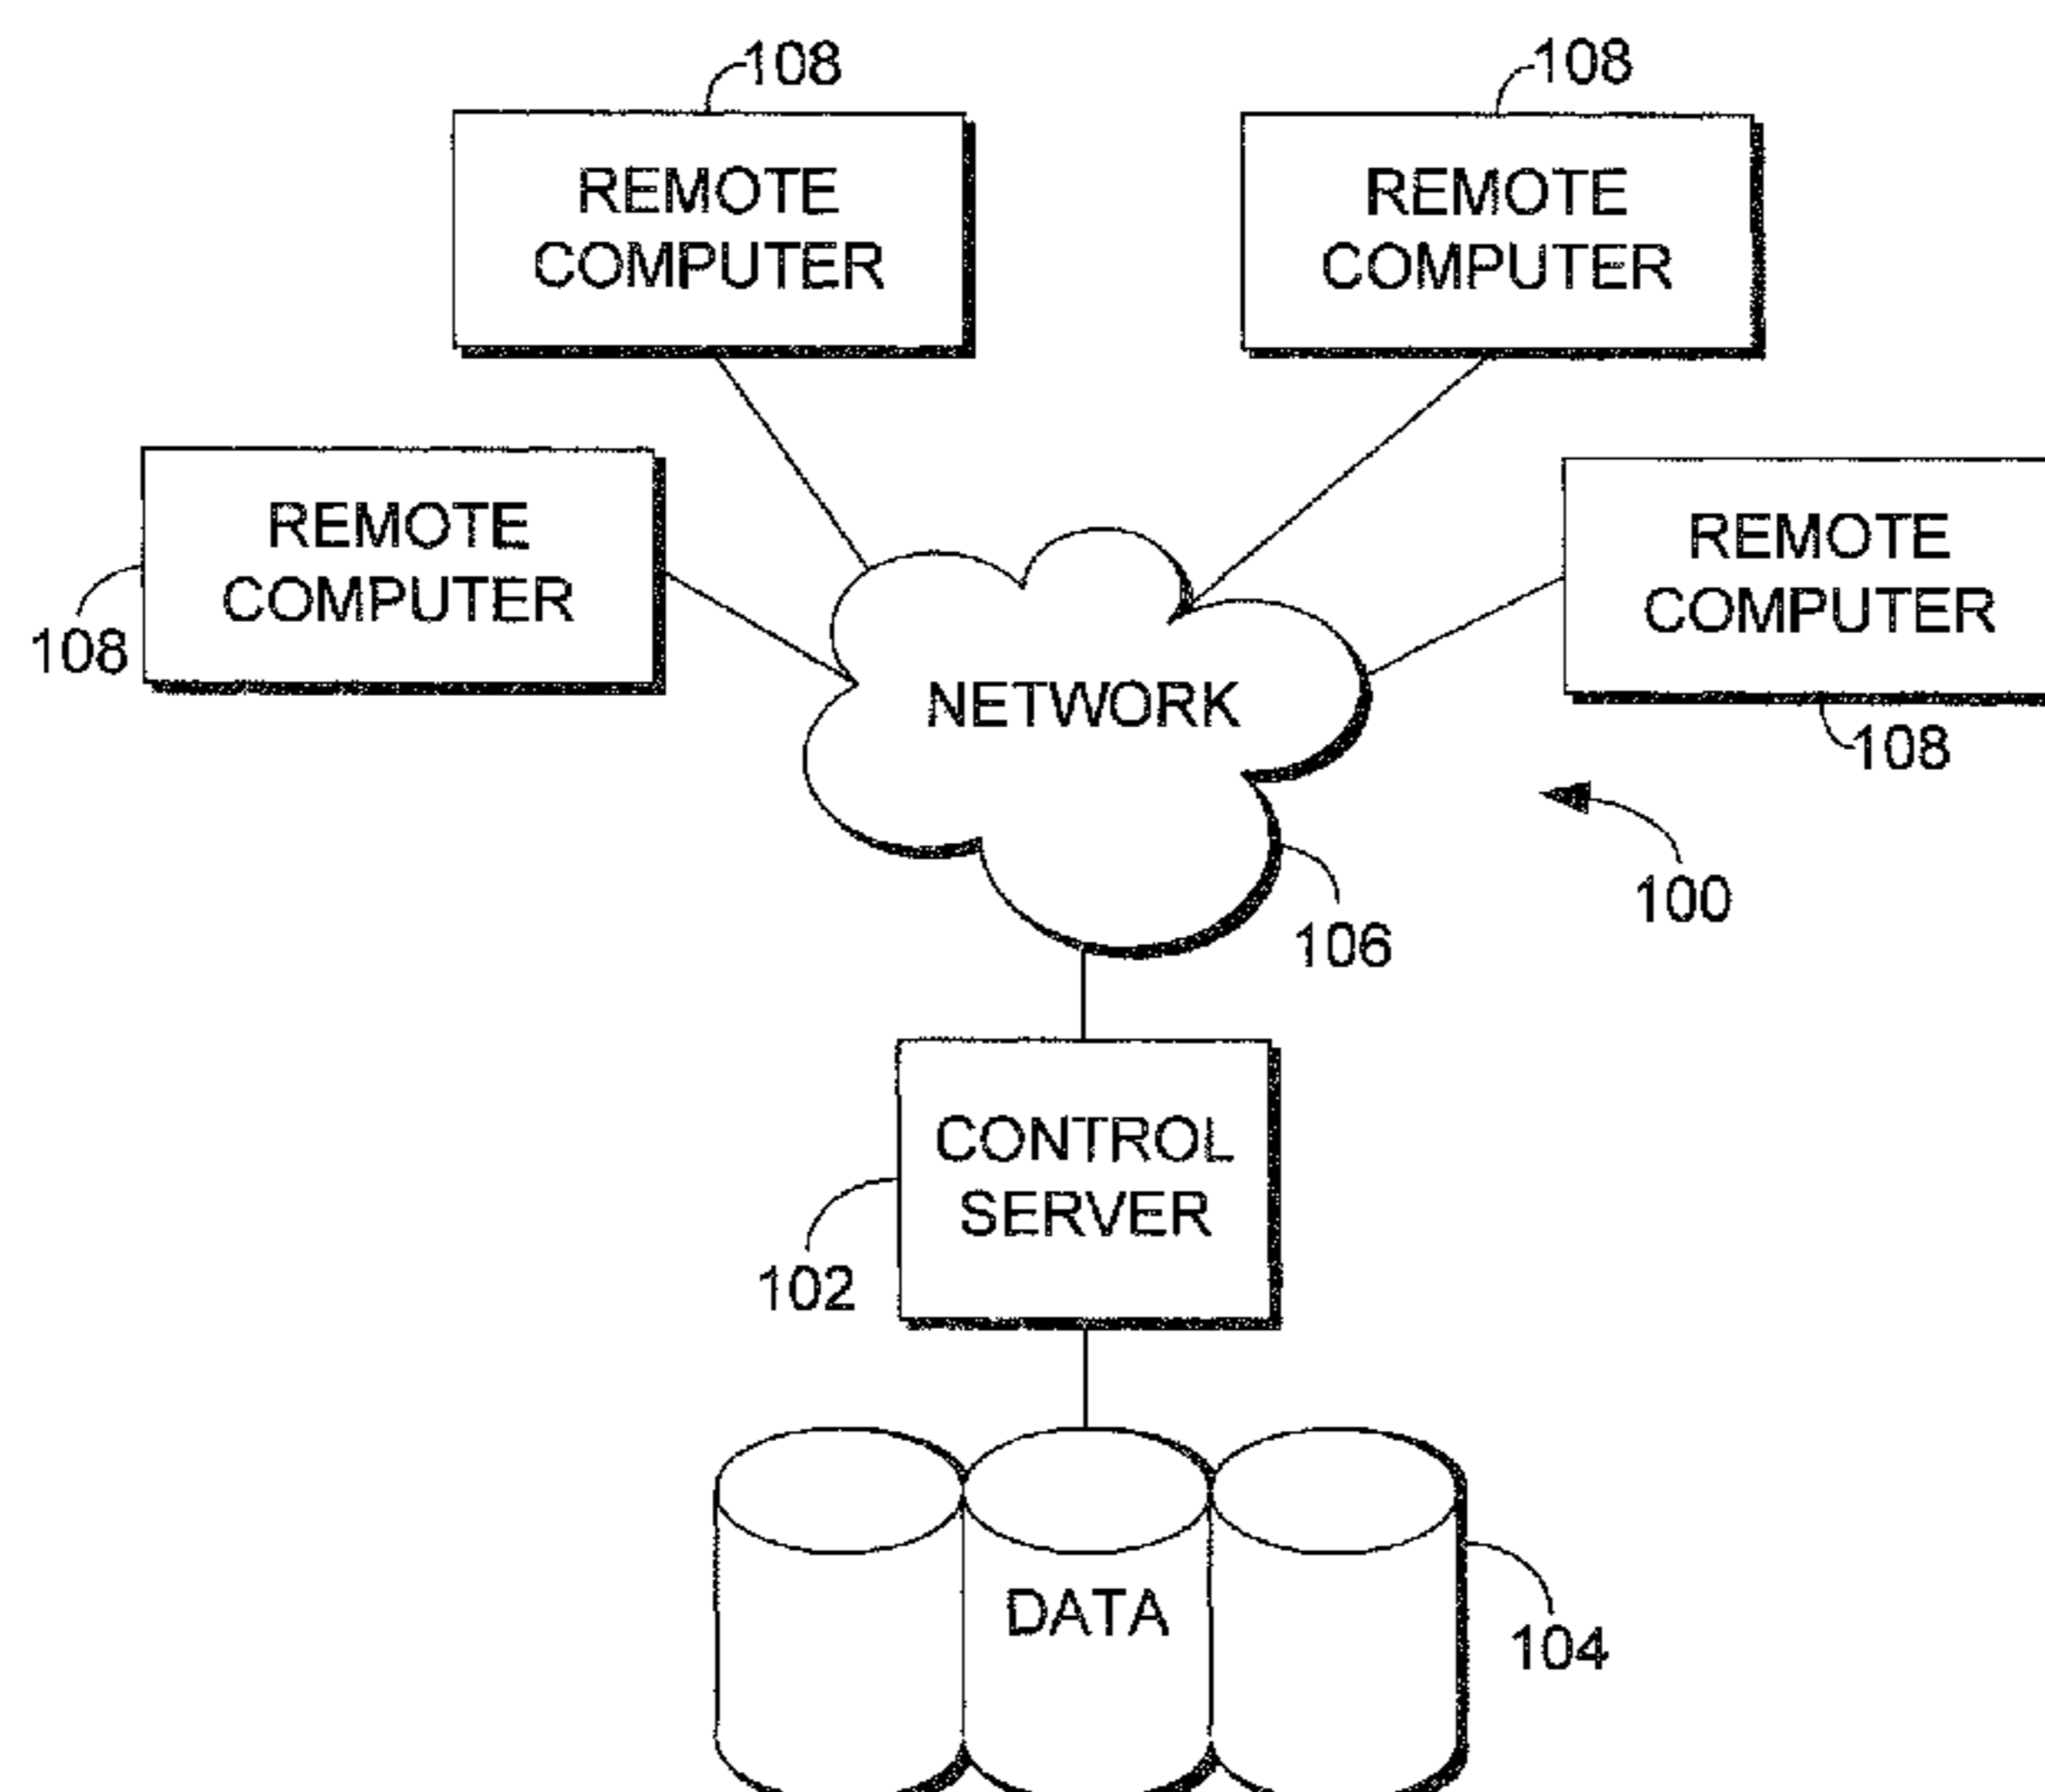 108
108
REMOTE
COMPUTER
REMOTE
COMPUTER
REMOTE
COMPUTER
108
REMOTE
COMPUTER
108
NETWORK
100
106
CONTROL
SERVER
102
DATA
104